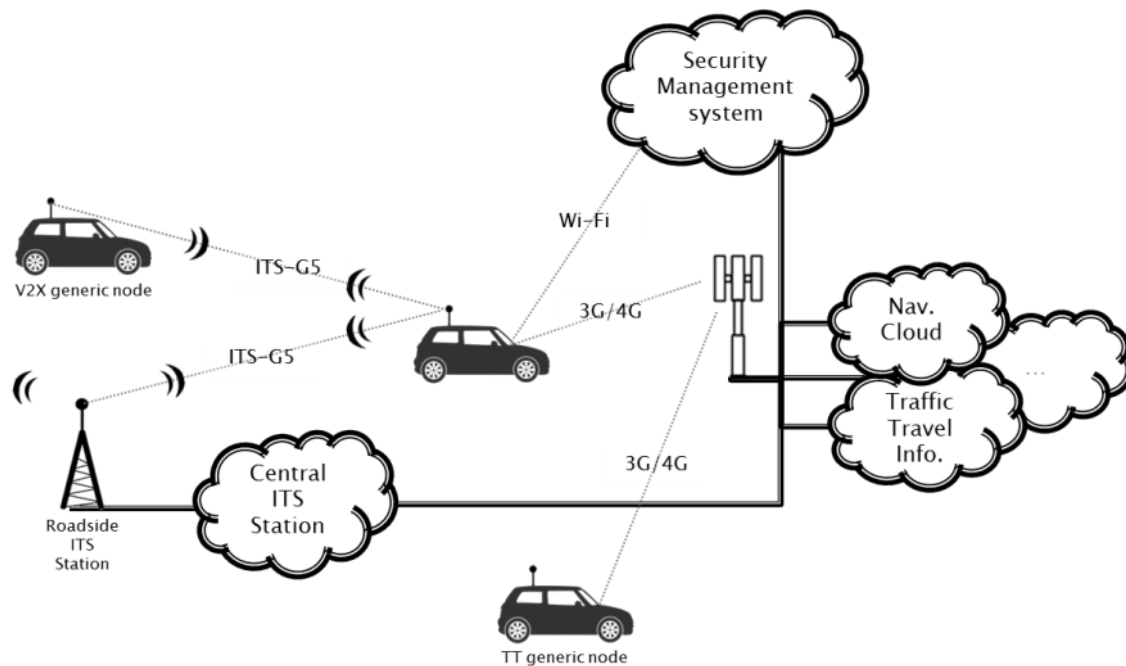 Security
Management
system
Wi-Fi
ITS-G5
V2X generic node
3G/4G
Nav.
Cloud
ITS-G5
...
Traffic
Travel
Info.
3G/4G
Central
ITS
Station
Roadside
ITS
Station
TT generic node